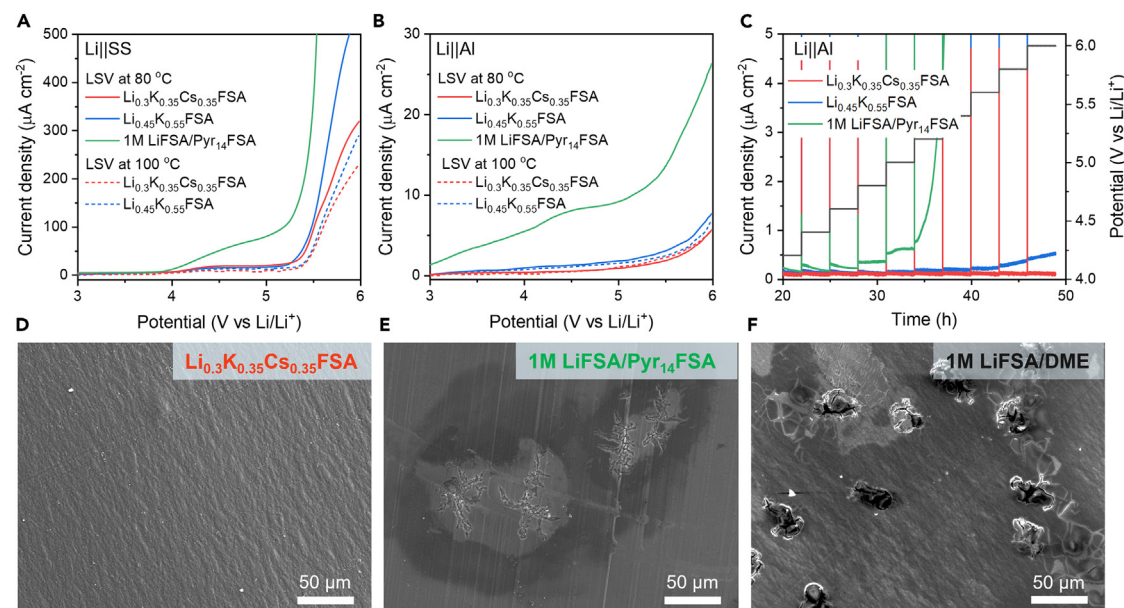 A
500
400
300
200
100
0
Current density (μA cm⁻²)
Li||SS
LSV at 80 °C
Li₀.₃K₀.₃₅Cs₀.₃₅FSA
Li₀.₄₅K₀.₅₅FSA
1M LiFSA/Pyr₁₄FSA
LSV at 100 °C
Li₀.₃K₀.₃₅Cs₀.₃₅FSA
Li₀.₄₅K₀.₅₅FSA
3 4 5 6
Potential (V vs Li/Li⁺)
B
30
20
10
0
Current density (μA cm⁻²)
Li||Al
LSV at 80 °C
Li₀.₃K₀.₃₅Cs₀.₃₅FSA
Li₀.₄₅K₀.₅₅FSA
1M LiFSA/Pyr₁₄FSA
LSV at 100 °C
Li₀.₃K₀.₃₅Cs₀.₃₅FSA
Li₀.₄₅K₀.₅₅FSA
3 4 5 6
Potential (V vs Li/Li⁺)
C
5
4
3
2
1
0
Current density (μA cm⁻²)
Li||Al
Li₀.₃K₀.₃₅Cs₀.₃₅FSA
Li₀.₄₅K₀.₅₅FSA
1M LiFSA/Pyr₁₄FSA
6.0
5.5
5.0
4.5
4.0
Potential (V vs Li/Li⁺)
20 30 40 50
Time (h)
D
Li₀.₃K₀.₃₅Cs₀.₃₅FSA
50 μm
E
1M LiFSA/Pyr₁₄FSA
50 μm
F
1M LiFSA/DME
50 μm